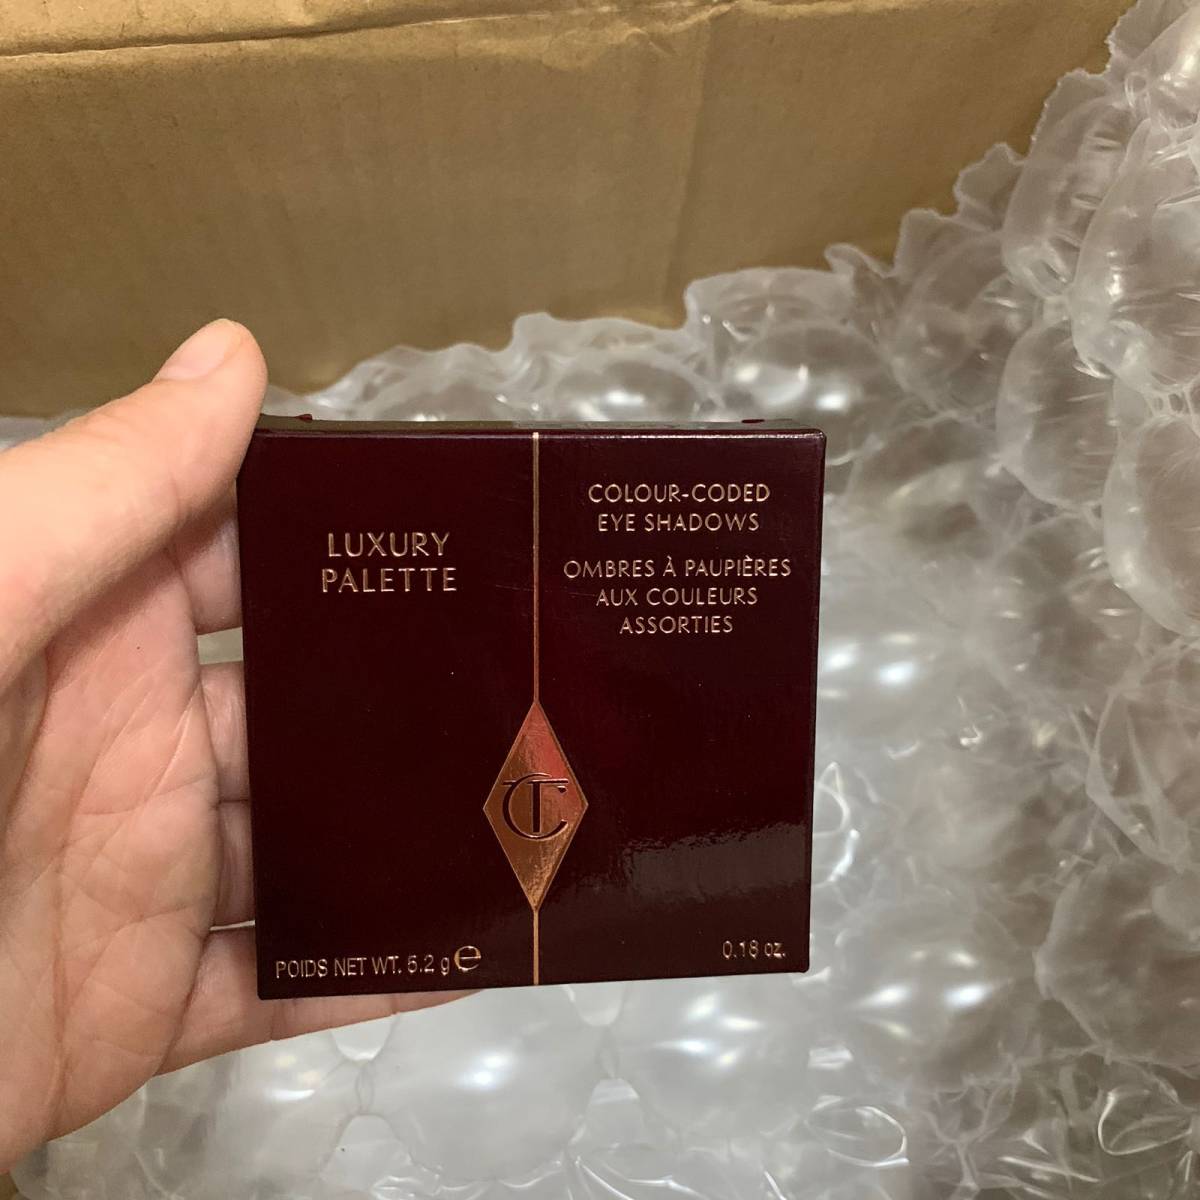 LUXURY
PALETTE
COLOUR-CODED
EYE SHADOWS
OMBRES À PAUPIÈRES
AUX COULEURS
ASSORTIES
CT
POIDS NET WT. 5.2 g ℮
0.18 oz.